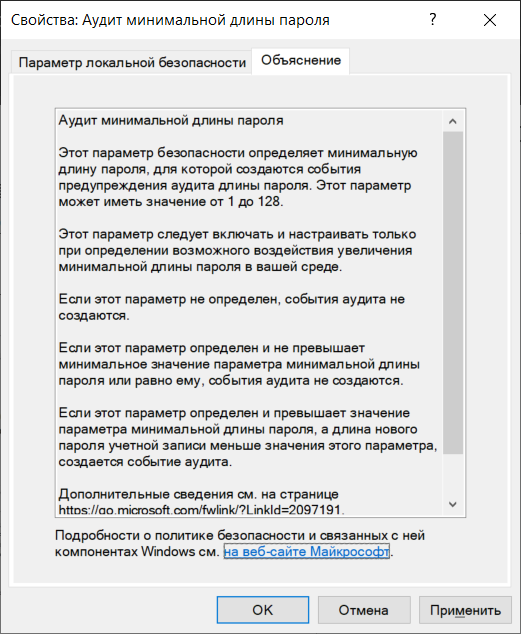 Свойства: Аудит минимальной длины пароля
?
Параметр локальной безопасности
Объяснение
Аудит минимальной длины пароля
Этот параметр безопасности определяет минимальную
длину пароля, для которой создаются события
предупреждения аудита длины пароля. Этот параметр
может иметь значение от 1 до 128.
Этот параметр следует включать и настраивать только
при определении возможного воздействия увеличения
минимальной длины пароля в вашей среде.
Если этот параметр не определен, события аудита не
создаются.
Если этот параметр определен и не превышает
минимальное значение параметра минимальной длины
пароля или равно ему, события аудита не создаются.
Если этот параметр определен и превышает значение
параметра минимальной длины пароля, а длина нового
пароля учетной записи меньше значения этого параметра,
создается событие аудита.
Дополнительные сведения см. на странице
https://go.microsoft.com/fwlink/?LinkId=2097191.
Подробности о политике безопасности и связанных с ней
компонентах Windows см. на веб-сайте Майкрософт.
OK
Отмена
Применить